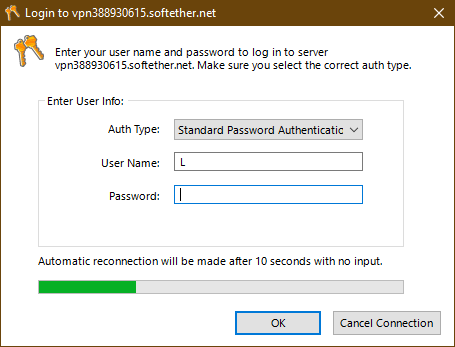 Login to vpn388930615.softether.net
Enter your user name and password to log in to server
vpn388930615.softether.net. Make sure you select the correct auth type.
Enter User Info:
Auth Type: Standard Password Authenticatic
User Name: L
Password:
Automatic reconnection will be made after 10 seconds with no input.
OK Cancel Connection